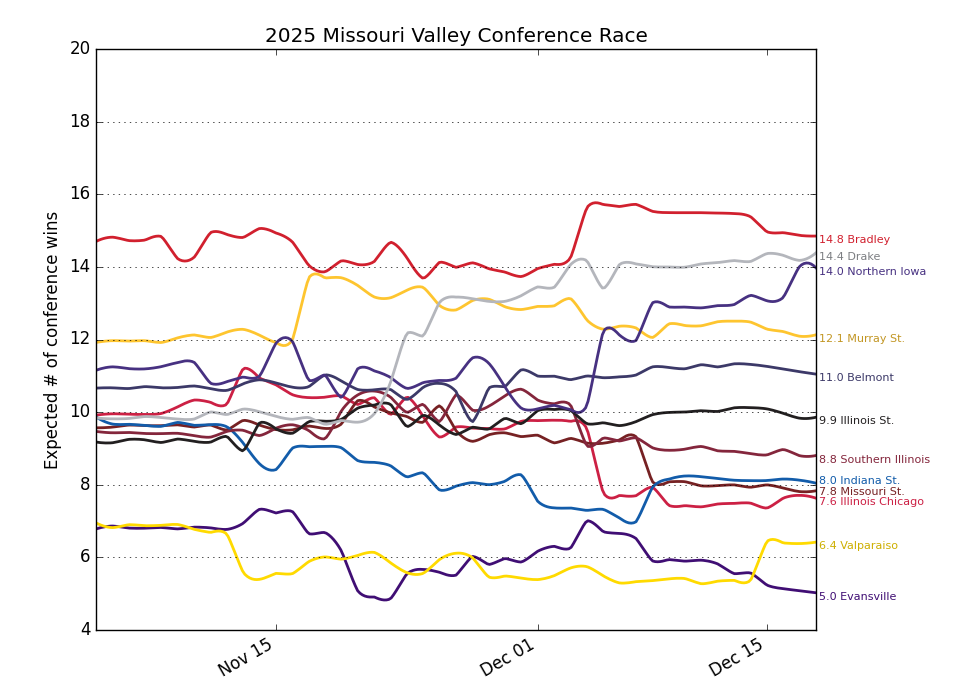 2025 Missouri Valley Conference Race
Expected # of conference wins
20
18
16
14
12
10
8
6
4
Nov 15
Dec 01
Dec 15
14.8 Bradley
14.4 Drake
14.0 Northern Iowa
12.1 Murray St.
11.0 Belmont
9.9 Illinois St.
8.8 Southern Illinois
8.0 Indiana St.
7.8 Missouri St.
7.6 Illinois Chicago
6.4 Valparaiso
5.0 Evansville